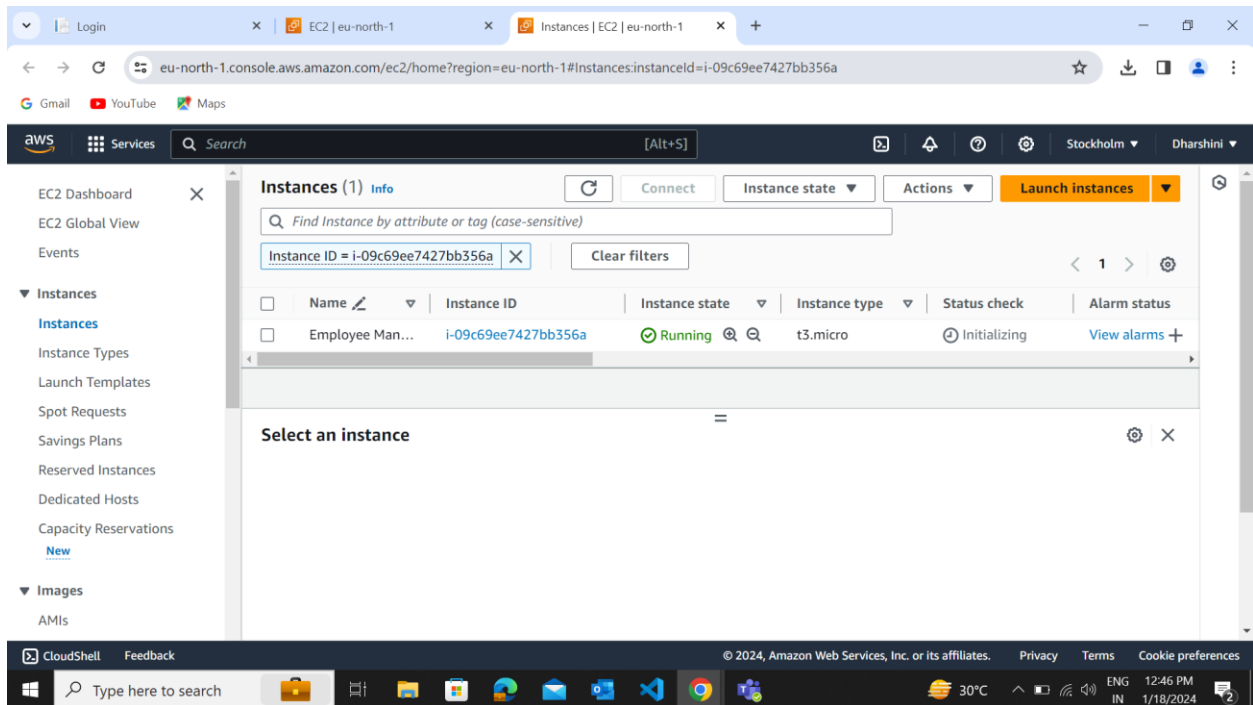 Login
EC2 | eu-north-1
Instances | EC2 | eu-north-1
eu-north-1.console.aws.amazon.com/ec2/home?region=eu-north-1#Instances:instanceId=i-09c69ee7427bb356a
Gmail YouTube Maps
aws Services Search [Alt+S] Stockholm Dharshini
EC2 Dashboard
EC2 Global View
Events
Instances
Instances
Instance Types
Launch Templates
Spot Requests
Savings Plans
Reserved Instances
Dedicated Hosts
Capacity Reservations
New
Images
AMIs
Instances (1) Info Connect Instance state Actions Launch instances
Find Instance by attribute or tag (case-sensitive)
Instance ID = i-09c69ee7427bb356a Clear filters
1
Name Instance ID Instance state Instance type Status check Alarm status
Employee Man... i-09c69ee7427bb356a Running t3.micro Initializing View alarms
Select an instance
CloudShell Feedback © 2024, Amazon Web Services, Inc. or its affiliates. Privacy Terms Cookie preferences
Type here to search 30°C ENG 12:46 PM
IN 1/18/2024 2